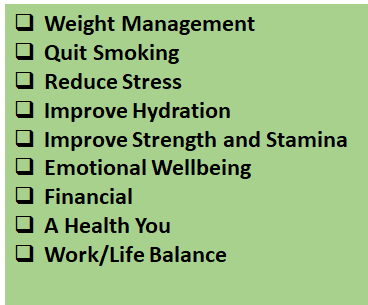 ❑ Weight Management
❑ Quit Smoking
❑ Reduce Stress
❑ Improve Hydration
❑ Improve Strength and Stamina
❑ Emotional Wellbeing
❑ Financial
❑ A Health You
❑ Work/Life Balance